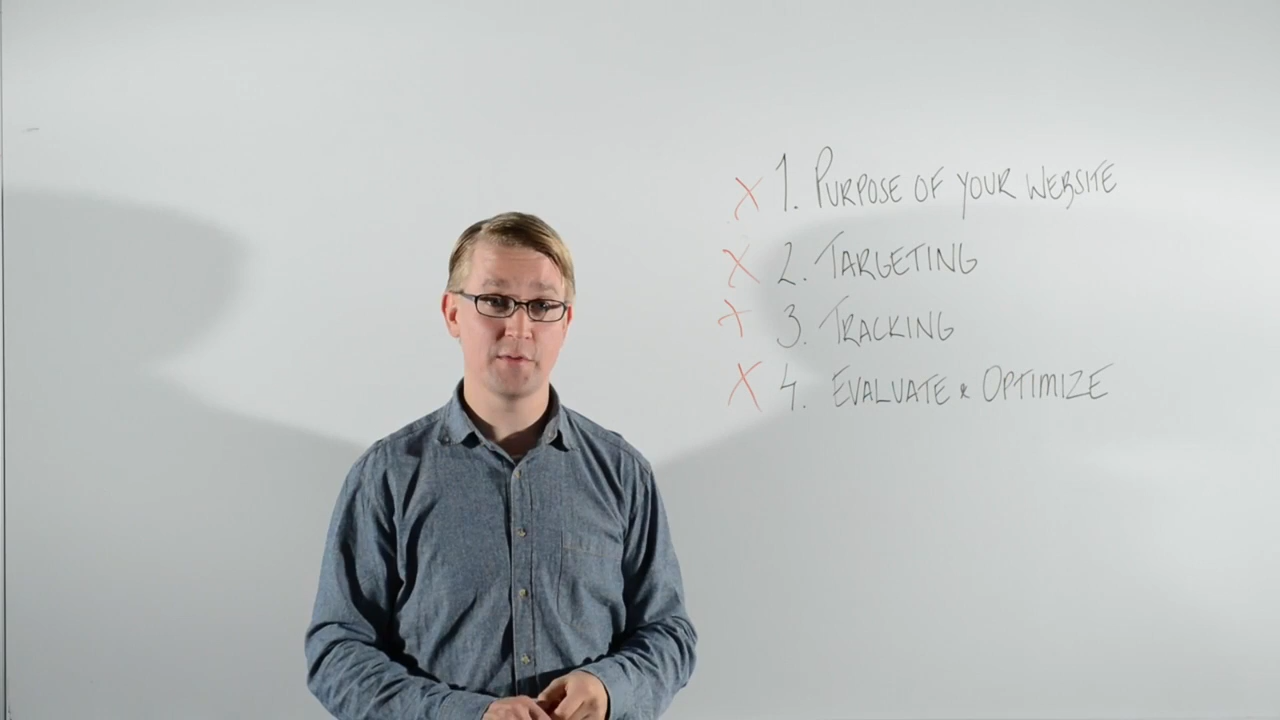 X 1. PURPOSE OF YOUR WEBSITE
X 2. TARGETING
X 3. TRACKING
X 4. EVALUATE & OPTIMIZE